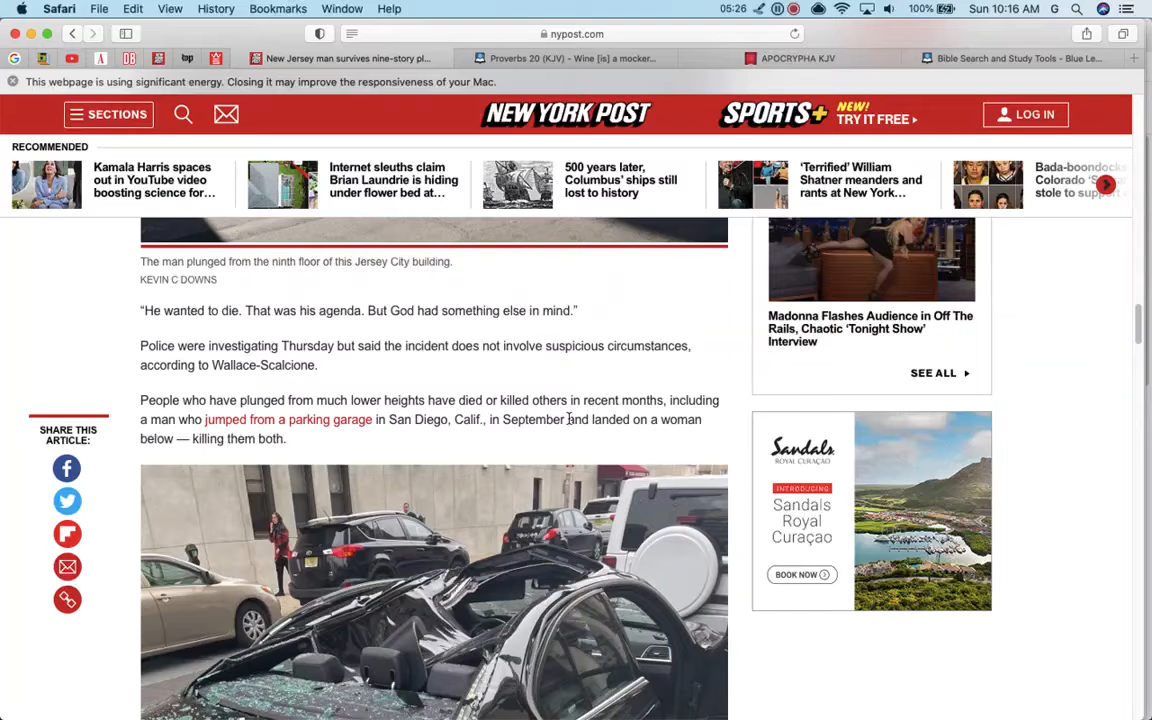 Safari File Edit View History Bookmarks Window Help 05:26 100% Sun 10:16 AM G
nypost.com
New Jersey man survives nine-story pl...
Proverbs 20 (KJV) - Wine [is] a mocker...
APOCRYPHA KJV
Bible Search and Study Tools - Blue Le...
This webpage is using significant energy. Closing it may improve the responsiveness of your Mac.
SECTIONS
NEW YORK POST
SPORTS+
NEW!
TRY IT FREE
LOG IN
RECOMMENDED
Kamala Harris spaces
out in YouTube video
boosting science for...
Internet sleuths claim
Brian Laundrie is hiding
under flower bed at...
500 years later,
Columbus' ships still
lost to history
'Terrified' William
Shatner meanders and
rants at New York...
Bada-boondocks
Colorado
stole to support
The man plunged from the ninth floor of this Jersey City building.
KEVIN C DOWNS
“He wanted to die. That was his agenda. But God had something else in mind.”
Police were investigating Thursday but said the incident does not involve suspicious circumstances,
according to Wallace-Scalcione.
People who have plunged from much lower heights have died or killed others in recent months, including
a man who jumped from a parking garage in San Diego, Calif., in September and landed on a woman
below — killing them both.
SHARE THIS
ARTICLE:
Madonna Flashes Audience in Off The
Rails, Chaotic ‘Tonight Show’
Interview
SEE ALL
Sandals
ROYAL CURAÇAO
INTRODUCING
Sandals
Royal
Curaçao
BOOK NOW